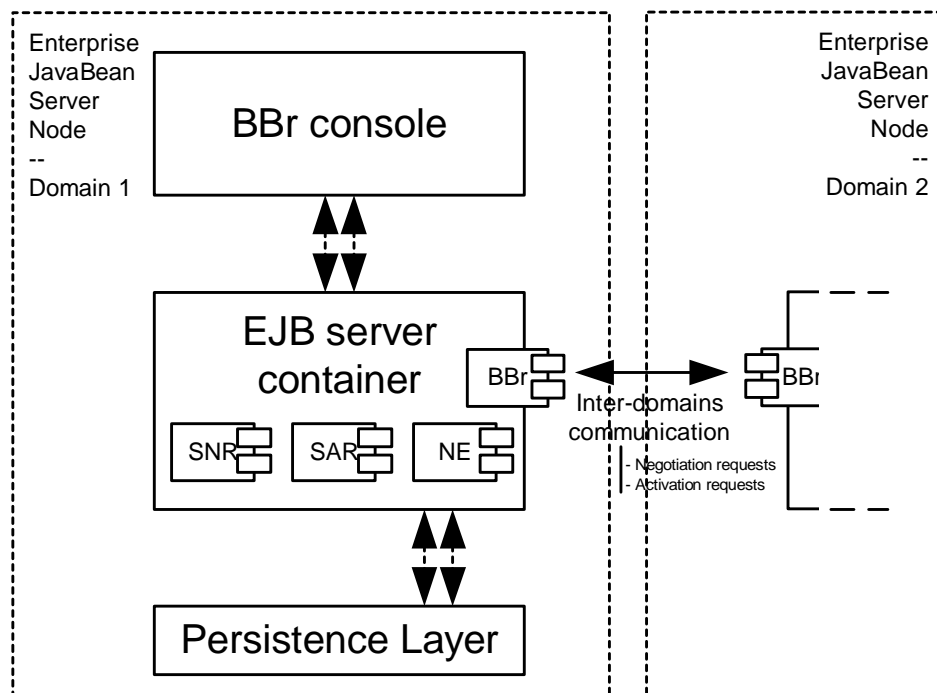 Enterprise
JavaBean
Server
Node
--
Domain 1
BBr console
EJB server
container
BBr
SNR
SAR
NE
Persistence Layer
Inter-domains
communication
- Negotiation requests
- Activation requests
Enterprise
JavaBean
Server
Node
--
Domain 2
BBr